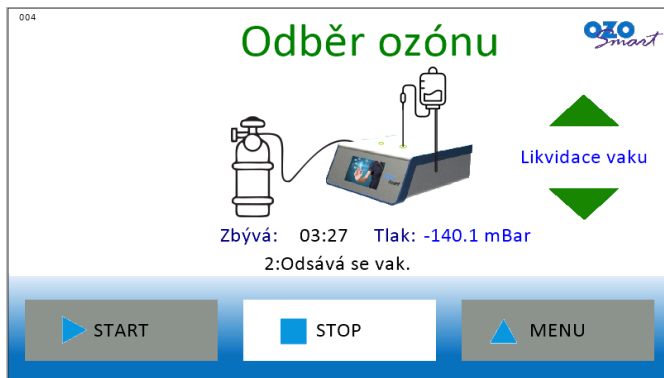 004
Odběr ozónu
OZO
Smart
Likvidace vaku
Zbývá: 03:27 Tlak: -140.1 mBar
2:Odsává se vak.
START
STOP
MENU